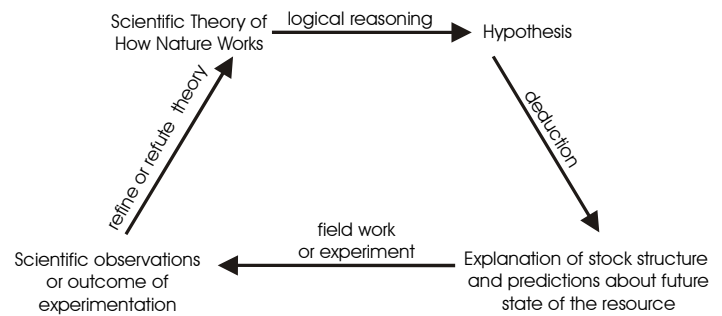 Scientific Theory of
How Nature Works
logical reasoning
Hypothesis
deduction
Explanation of stock structure
and predictions about future
state of the resource
field work
or experiment
Scientific observations
or outcome of
experimentation
refine or refute theory